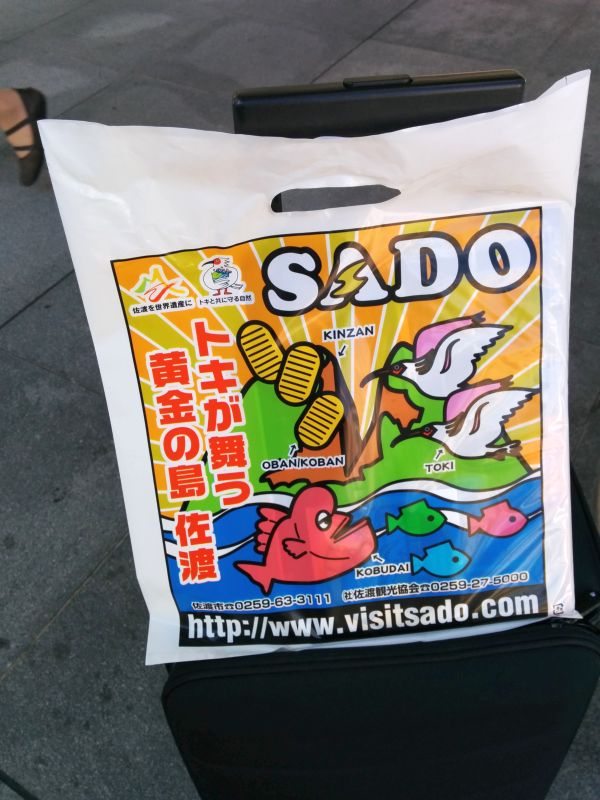 SADO
佐渡を世界遺産に
トキと共に守る自然
トキが舞う
黄金の島 佐渡
KINZAN
OBAN/KOBAN
TOKI
KOBUDAI
佐渡市☎0259-63-3111 ㈳佐渡観光協会☎0259-27-5000
http://www.visitsado.com